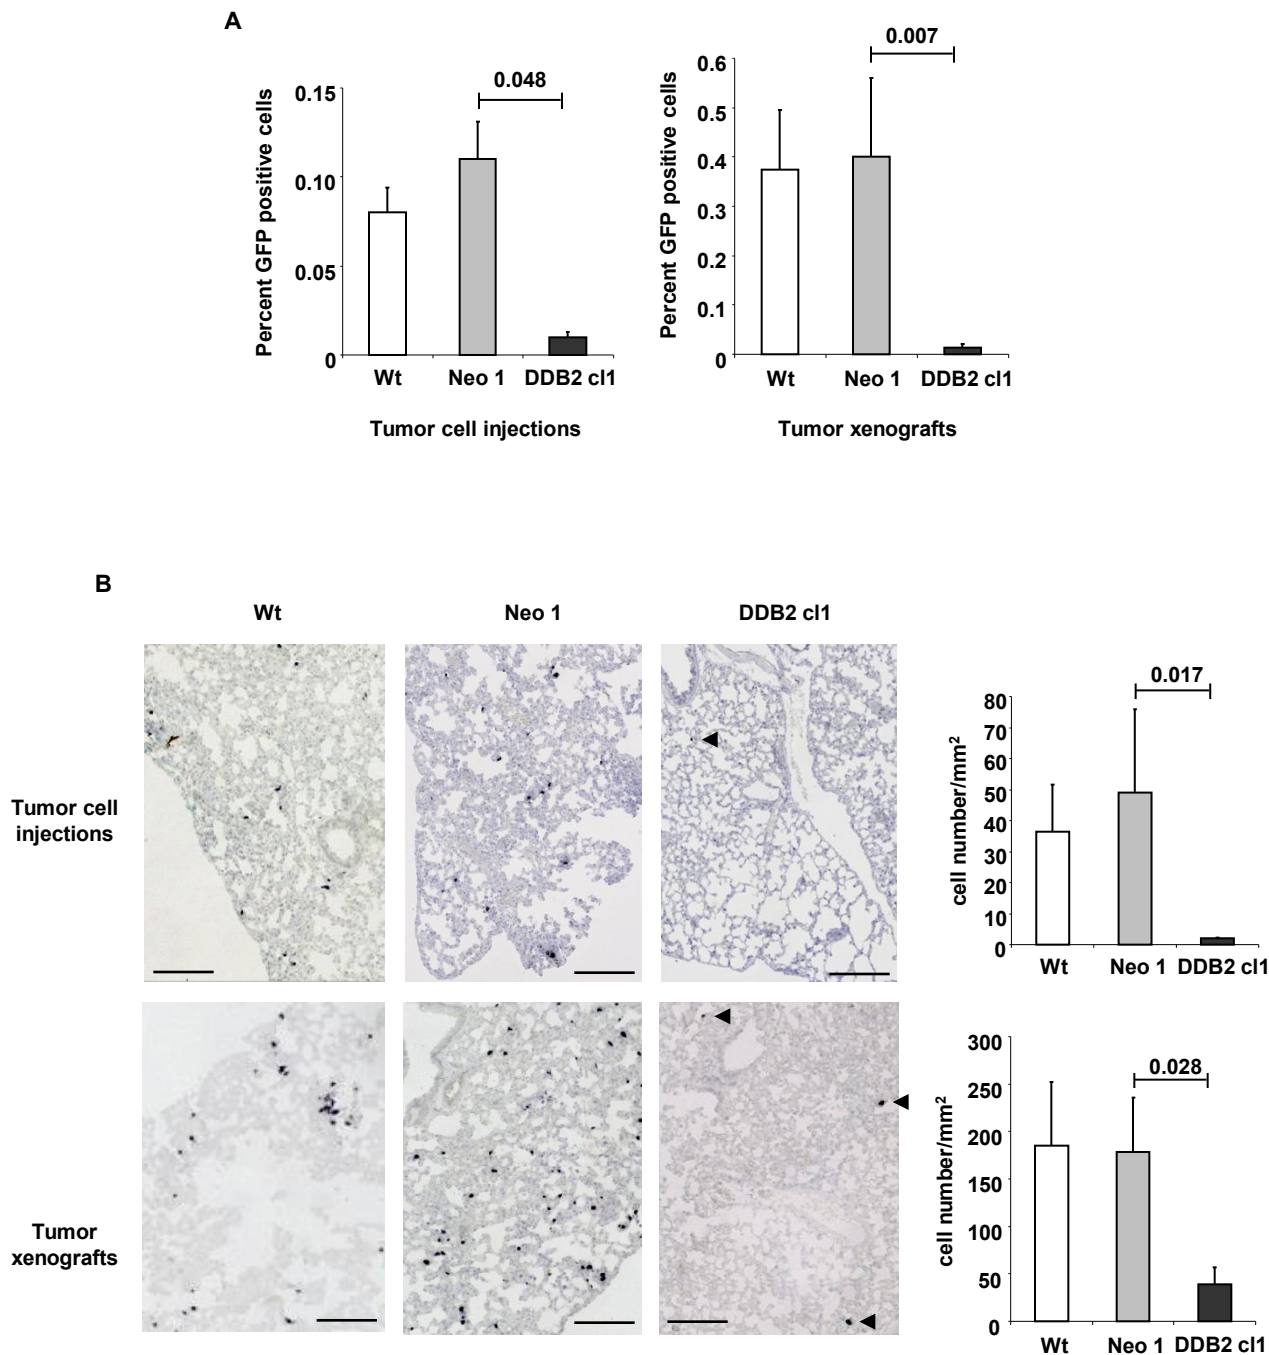 A
0.048
0.15
0.10
0.05
0
Percent GFP positive cells
Wt Neo 1 DDB2 cl1
Tumor cell injections
0.007
0.6
0.5
0.4
0.3
0.2
0.1
0
Percent GFP positive cells
Wt Neo 1 DDB2 cl1
Tumor xenografts
B
Wt Neo 1 DDB2 cl1
Tumor cell
injections
0.017
80
70
60
50
40
30
20
10
0
cell number/mm²
Wt Neo 1 DDB2 cl1
Tumor
xenografts
0.028
300
250
200
150
100
50
0
cell number/mm²
Wt Neo 1 DDB2 cl1